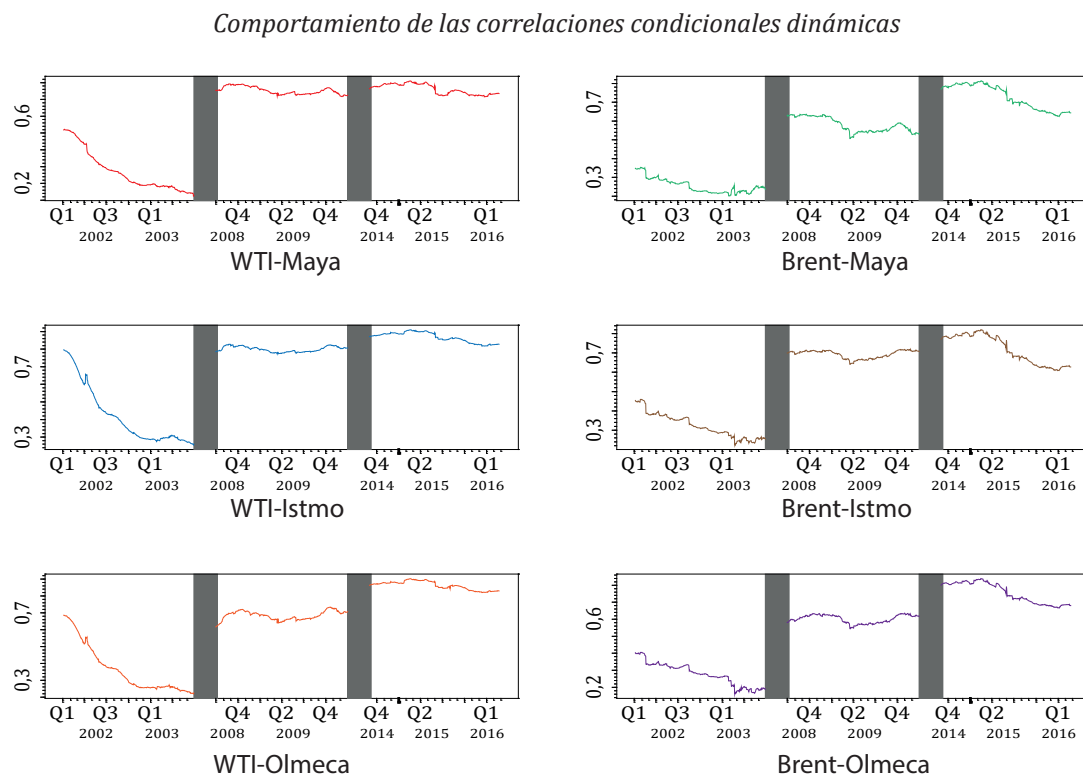 Comportamiento de las correlaciones condicionales dinámicas
0,6
0,2
Q1 Q3 Q1 Q4 Q2 Q4 Q4 Q2 Q1
2002 2003 2008 2009 2014 2015 2016
WTI-Maya
0,7
0,3
Q1 Q3 Q1 Q4 Q2 Q4 Q4 Q2 Q1
2002 2003 2008 2009 2014 2015 2016
Brent-Maya
0,7
0,3
Q1 Q3 Q1 Q4 Q2 Q4 Q4 Q2 Q1
2002 2003 2008 2009 2014 2015 2016
WTI-Istmo
0,7
0,3
Q1 Q3 Q1 Q4 Q2 Q4 Q4 Q2 Q1
2002 2003 2008 2009 2014 2015 2016
Brent-Istmo
0,7
0,3
Q1 Q3 Q1 Q4 Q2 Q4 Q4 Q2 Q1
2002 2003 2008 2009 2014 2015 2016
WTI-Olmeca
0,6
0,2
Q1 Q3 Q1 Q4 Q2 Q4 Q4 Q2 Q1
2002 2003 2008 2009 2014 2015 2016
Brent-Olmeca